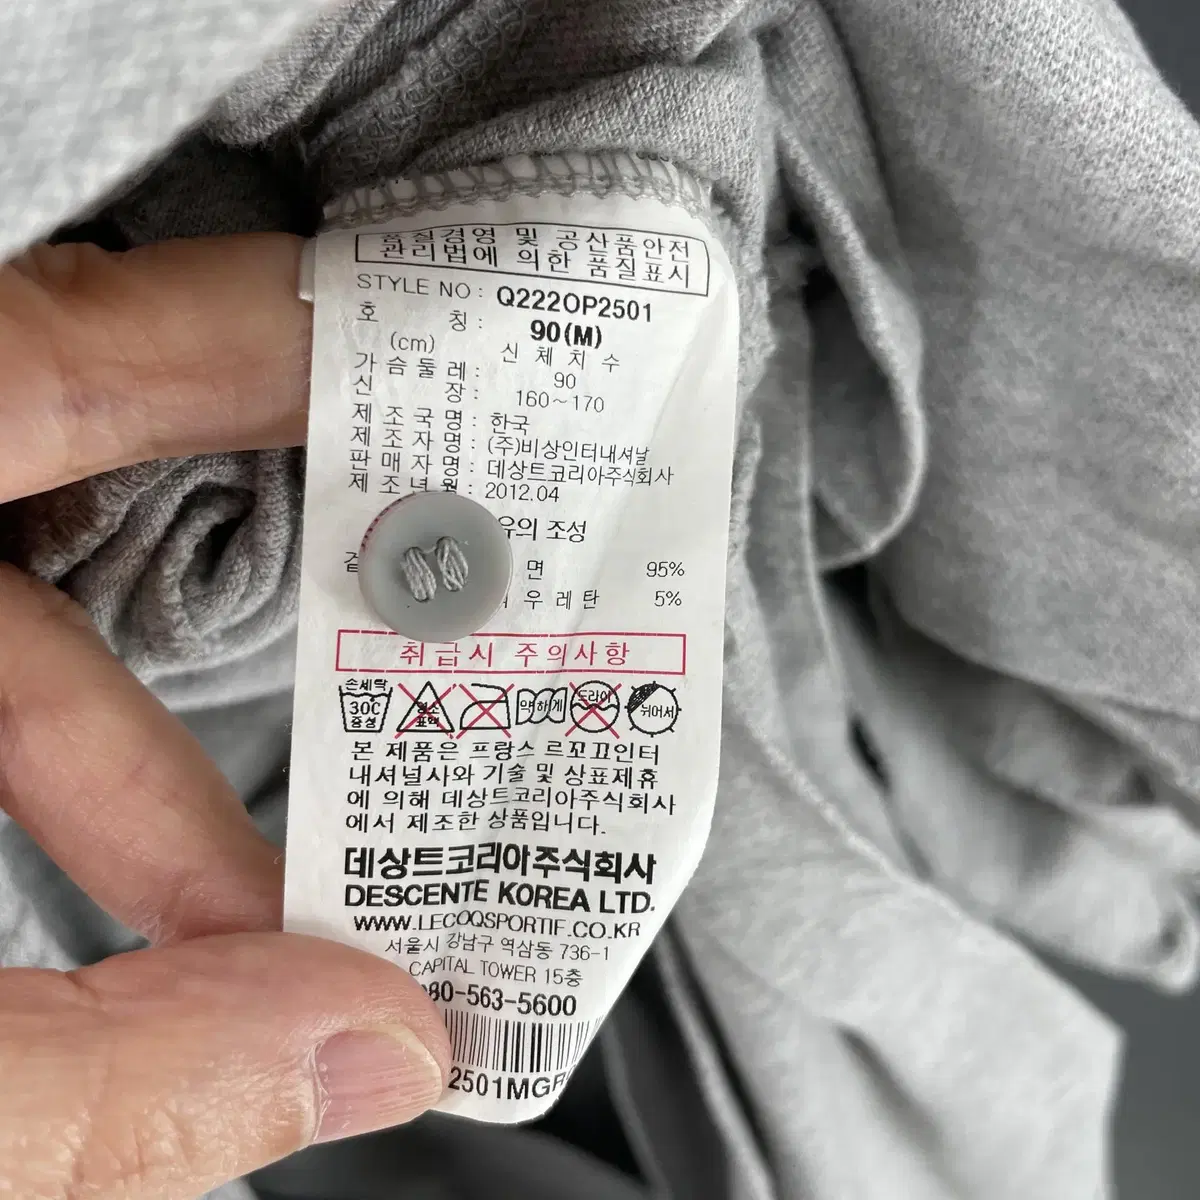 품질경영 및 공산품안전
관리법에 의한 품질표시
STYLE NO : Q222OP2501
호 칭 : 90(M)
(cm) 신 체 치 수
가 슴 둘 레 : 90
신 장 : 160~170
제 조 국 명 : 한국
제 조 자 명 : (주)비상인터내셔날
판 매 자 명 : 데상트코리아주식회사
제 조 년 월 : 2012.04
유의 조성
겉 면 95%
우 레 탄 5%
취급시 주의사항
손세탁 30℃ 중성 염소 표백 약하게 드라이 뉘어서
본 제품은 프랑스 르꼬끄인터
내셔널사와 기술 및 상표제휴
에 의해 데상트코리아주식회사
에서 제조한 상품입니다.
데상트코리아주식회사
DESCENTE KOREA LTD.
WWW.LECOQSPORTIF.CO.KR
서울시 강남구 역삼동 736-1
CAPITAL TOWER 15층
080-563-5600
2501MGR